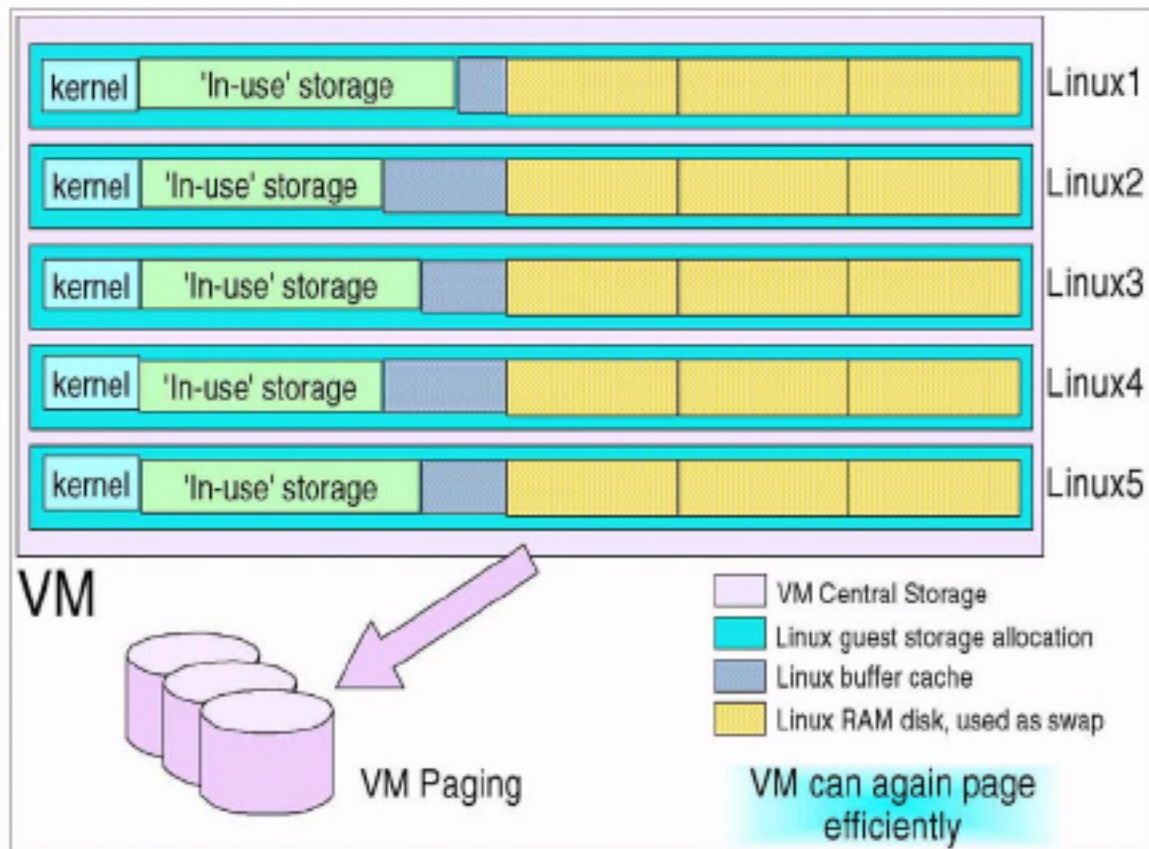 kernel 'In-use' storage Linux1
kernel 'In-use' storage Linux2
kernel 'In-use' storage Linux3
kernel 'In-use' storage Linux4
kernel 'In-use' storage Linux5
VM
VM Paging
VM Central Storage
Linux guest storage allocation
Linux buffer cache
Linux RAM disk, used as swap
VM can again page
efficiently